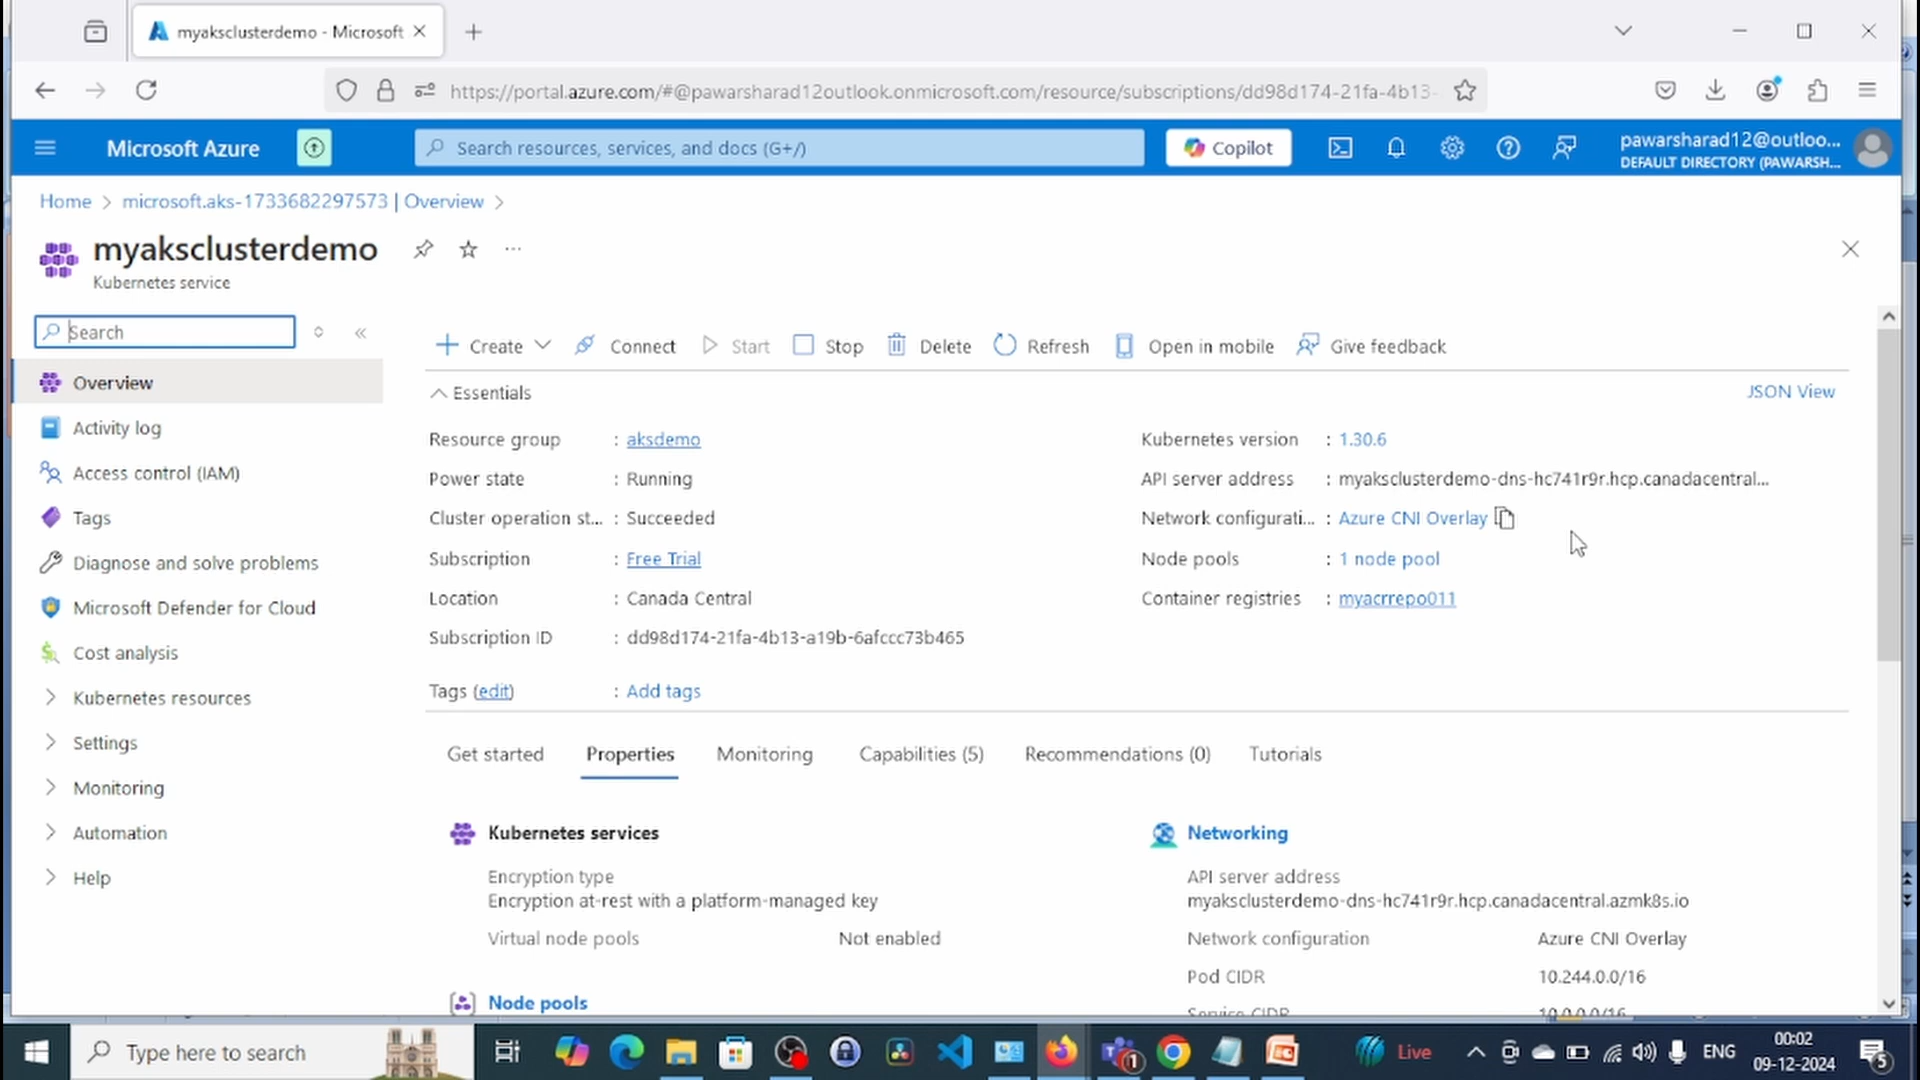 myaksclusterdemo - Microsoft
https://portal.azure.com/#@pawarsharad12outlook.onmicrosoft.com/resource/subscriptions/dd98d174-21fa-4b13-
Microsoft Azure
Search resources, services, and docs (G+/)
Copilot
pawarsharad12@outloo...
DEFAULT DIRECTORY (PAWARSH...
Home > microsoft.aks-1733682297573 | Overview >
myaksclusterdemo
Kubernetes service
Search
Overview
Activity log
Access control (IAM)
Tags
Diagnose and solve problems
Microsoft Defender for Cloud
Cost analysis
Kubernetes resources
Settings
Monitoring
Automation
Help
Create Connect Start Stop Delete Refresh Open in mobile Give feedback
Essentials
JSON View
Resource group : aksdemo
Power state : Running
Cluster operation st... : Succeeded
Subscription : Free Trial
Location : Canada Central
Subscription ID : dd98d174-21fa-4b13-a19b-6afccc73b465
Tags (edit) : Add tags
Kubernetes version : 1.30.6
API server address : myaksclusterdemo-dns-hc741r9r.hcp.canadacentral...
Network configurati... : Azure CNI Overlay
Node pools : 1 node pool
Container registries : myacrrepo011
Get started Properties Monitoring Capabilities (5) Recommendations (0) Tutorials
Kubernetes services
Encryption type
Encryption at-rest with a platform-managed key
Virtual node pools Not enabled
Node pools
Networking
API server address
myaksclusterdemo-dns-hc741r9r.hcp.canadacentral.azmk8s.io
Network configuration Azure CNI Overlay
Pod CIDR 10.244.0.0/16
Service CIDR 10.0.0.0/16
Type here to search
Live
ENG
00:02
09-12-2024
1
5